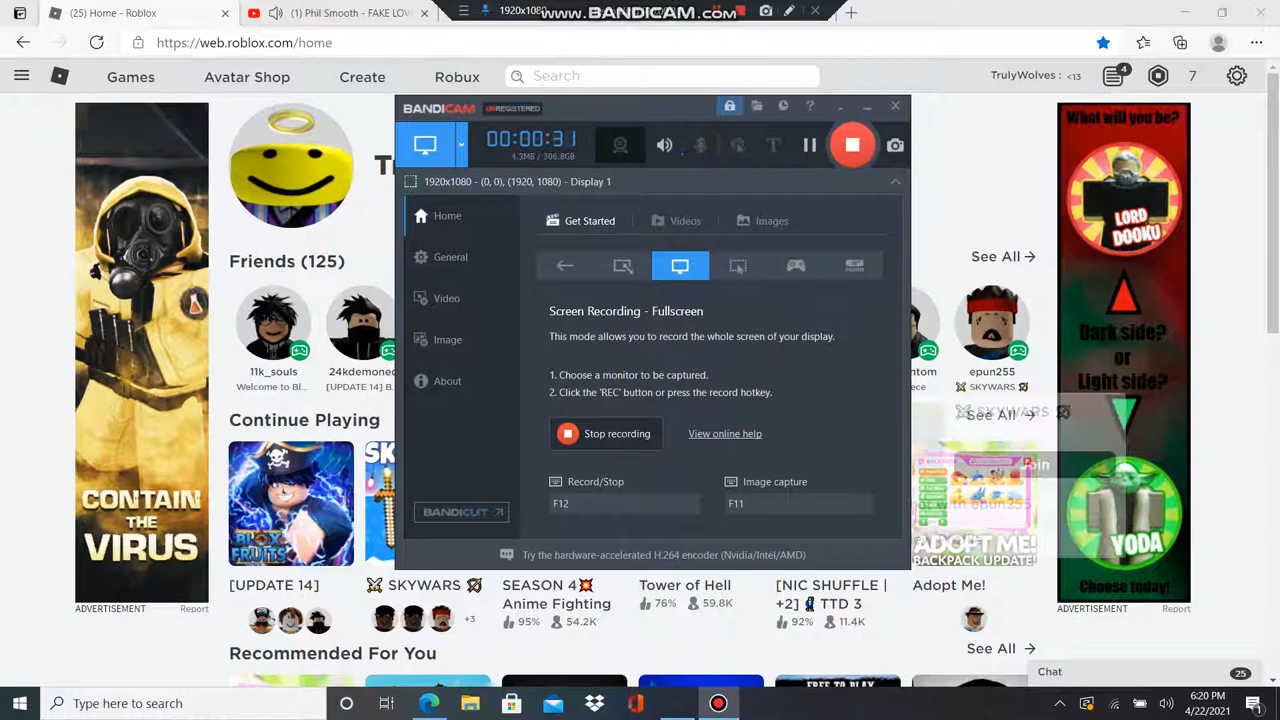 (25) Home - Roblox
(1) Phil Smooth - FAKE LOV
1920x1080
www.BANDICAM.com
https://web.roblox.com/home
Games
Avatar Shop
Create
Robux
Search
TrulyWolves : <13
4
7
BANDICAM
UNREGISTERED
00:00:31
4.3MB / 306.8GB
1920x1080 - (0, 0), (1920, 1080) - Display 1
Home
General
Video
Image
About
BANDICUT
Get Started
Videos
Images
HDMI
Screen Recording - Fullscreen
This mode allows you to record the whole screen of your display.
1. Choose a monitor to be captured.
2. Click the 'REC' button or press the record hotkey.
Stop recording
View online help
Record/Stop
F12
Image capture
F11
Try the hardware-accelerated H.264 encoder (Nvidia/Intel/AMD)
CONTAIN
THE
VIRUS
ADVERTISEMENT
Report
Friends (125)
See All
11k_souls
Welcome to Bl...
24kdemoned
[UPDATE 14] B...
epun255
SKYWARS
Continue Playing
See All
SKYWARS
Join
BLOX
FRUITS
ADOPT ME!
BACKPACK UPDATE!
[UPDATE 14]
SKYWARS
+3
SEASON 4
Anime Fighting
95%
54.2K
Tower of Hell
76%
59.8K
[NIC SHUFFLE |
+2] TTD 3
92%
11.4K
Adopt Me!
Recommended For You
See All
FREE TO PLAY
What will you be?
LORD
DOOKU
Dark side?
or
Light side?
YODA
Choose today!
ADVERTISEMENT
Report
Chat
25
Type here to search
6:20 PM
4/22/2021
1